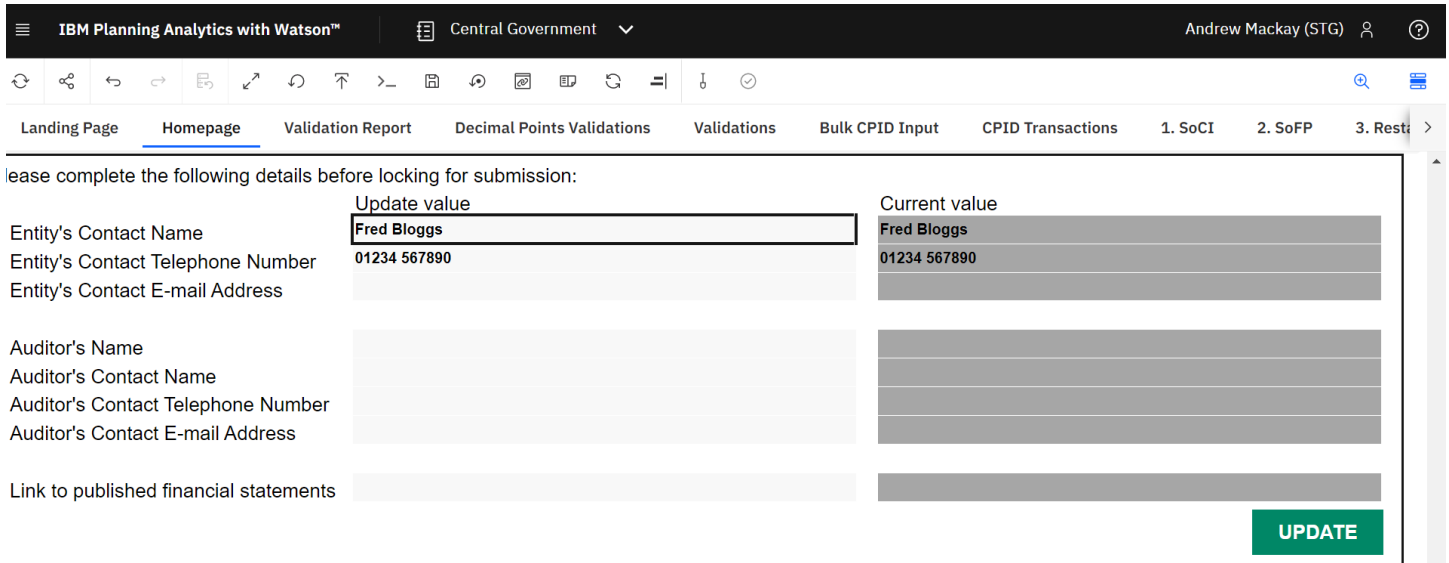 IBM Planning Analytics with Watson™ Central Government Andrew Mackay (STG)
Landing Page Homepage Validation Report Decimal Points Validations Validations Bulk CPID Input CPID Transactions 1. SoCI 2. SoFP 3. Resta
lease complete the following details before locking for submission:
Update value Current value
Entity's Contact Name Fred Bloggs Fred Bloggs
Entity's Contact Telephone Number 01234 567890 01234 567890
Entity's Contact E-mail Address
Auditor's Name
Auditor's Contact Name
Auditor's Contact Telephone Number
Auditor's Contact E-mail Address
Link to published financial statements
UPDATE